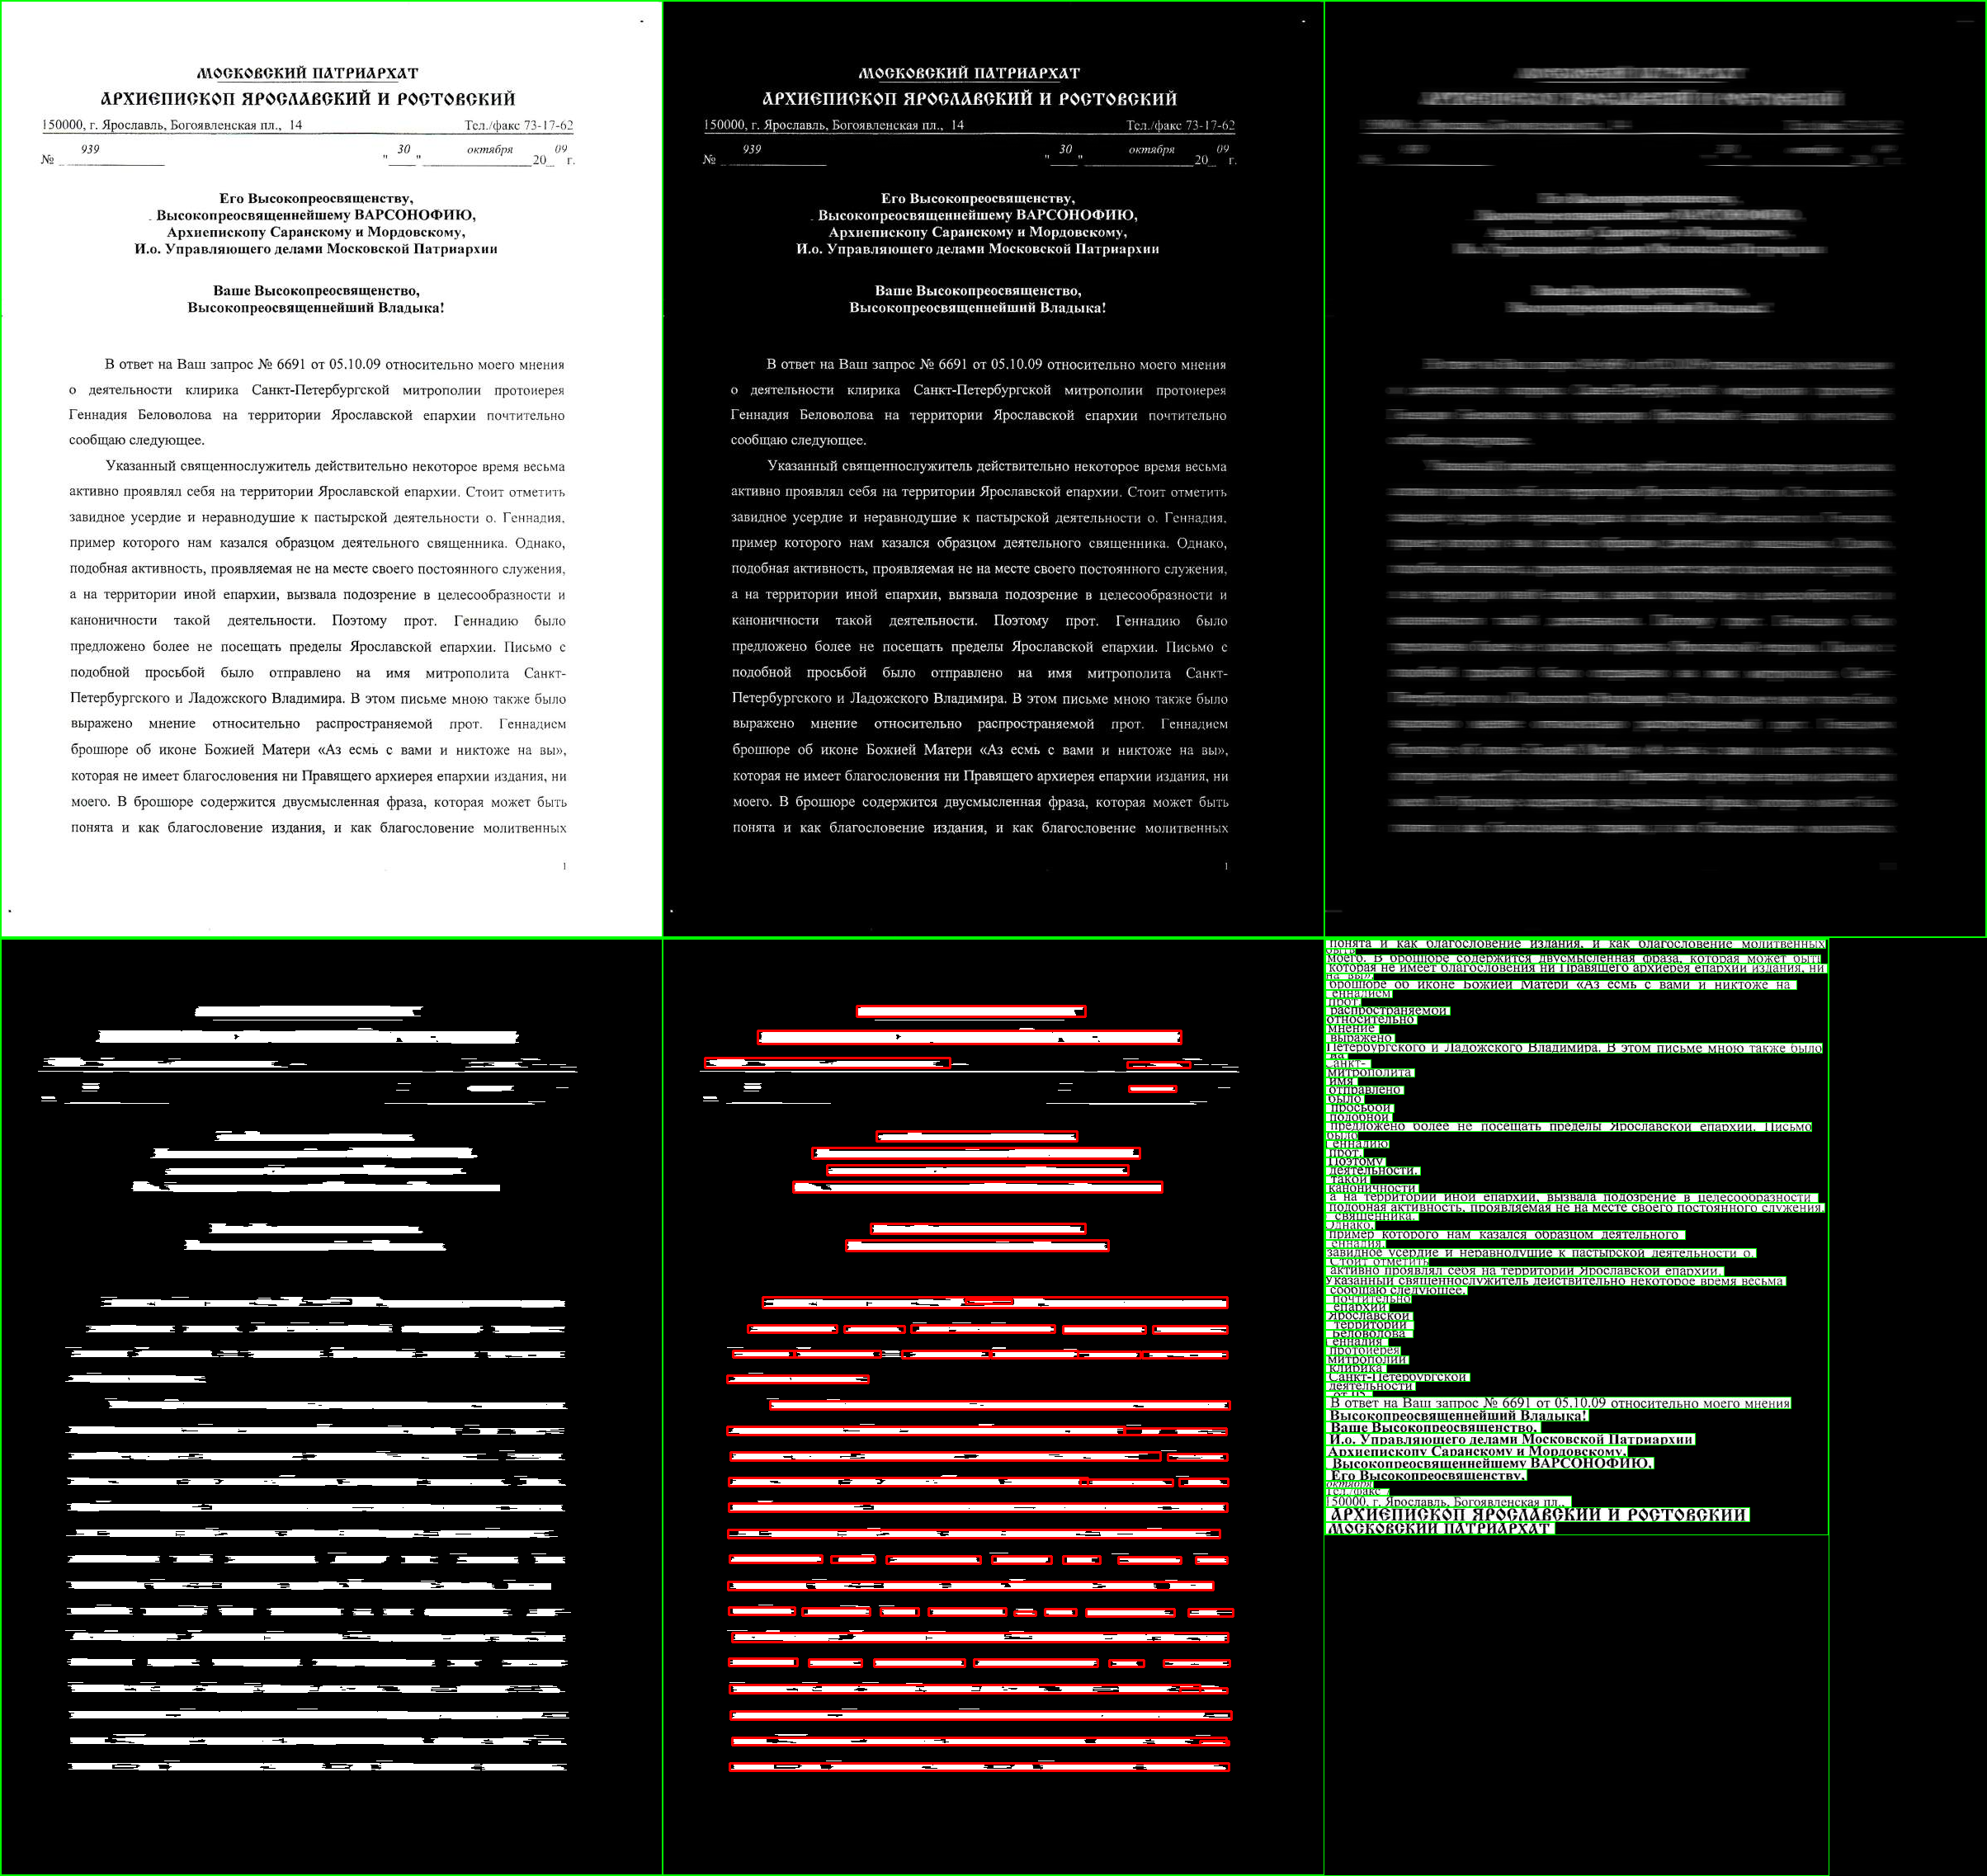 МОСКОВСКИЙ ПАТРИАРХАТ
АРХИЕПИСКОП ЯРОСЛАВСКИЙ И РОСТОВСКИЙ
150000, г. Ярославль, Богоявленская пл., 14 Тел./факс 73-17-62
№ 939 "30" октября 2009 г.
Его Высокопреосвященству,
Высокопреосвященнейшему ВАРСОНОФИЮ,
Архиепископу Саранскому и Мордовскому,
И.о. Управляющего делами Московской Патриархии
Ваше Высокопреосвященство,
Высокопреосвященнейший Владыка!
В ответ на Ваш запрос № 6691 от 05.10.09 относительно моего мнения
о деятельности клирика Санкт-Петербургской митрополии протоиерея
Геннадия Беловолова на территории Ярославской епархии почтительно
сообщаю следующее.
Указанный священнослужитель действительно некоторое время весьма
активно проявлял себя на территории Ярославской епархии. Стоит отметить
завидное усердие и неравнодушие к пастырской деятельности о. Геннадия,
пример которого нам казался образцом деятельного священника. Однако,
подобная активность, проявляемая не на месте своего постоянного служения,
а на территории иной епархии, вызвала подозрение в целесообразности и
каноничности такой деятельности. Поэтому прот. Геннадию было
предложено более не посещать пределы Ярославской епархии. Письмо с
подобной просьбой было отправлено на имя митрополита Санкт-
Петербургского и Ладожского Владимира. В этом письме мною также было
выражено мнение относительно распространяемой прот. Геннадием
брошюре об иконе Божией Матери «Аз есмь с вами и никтоже на вы»,
которая не имеет благословения ни Правящего архиерея епархии издания, ни
моего. В брошюре содержится двусмысленная фраза, которая может быть
понята и как благословение издания, и как благословение молитвенных
1